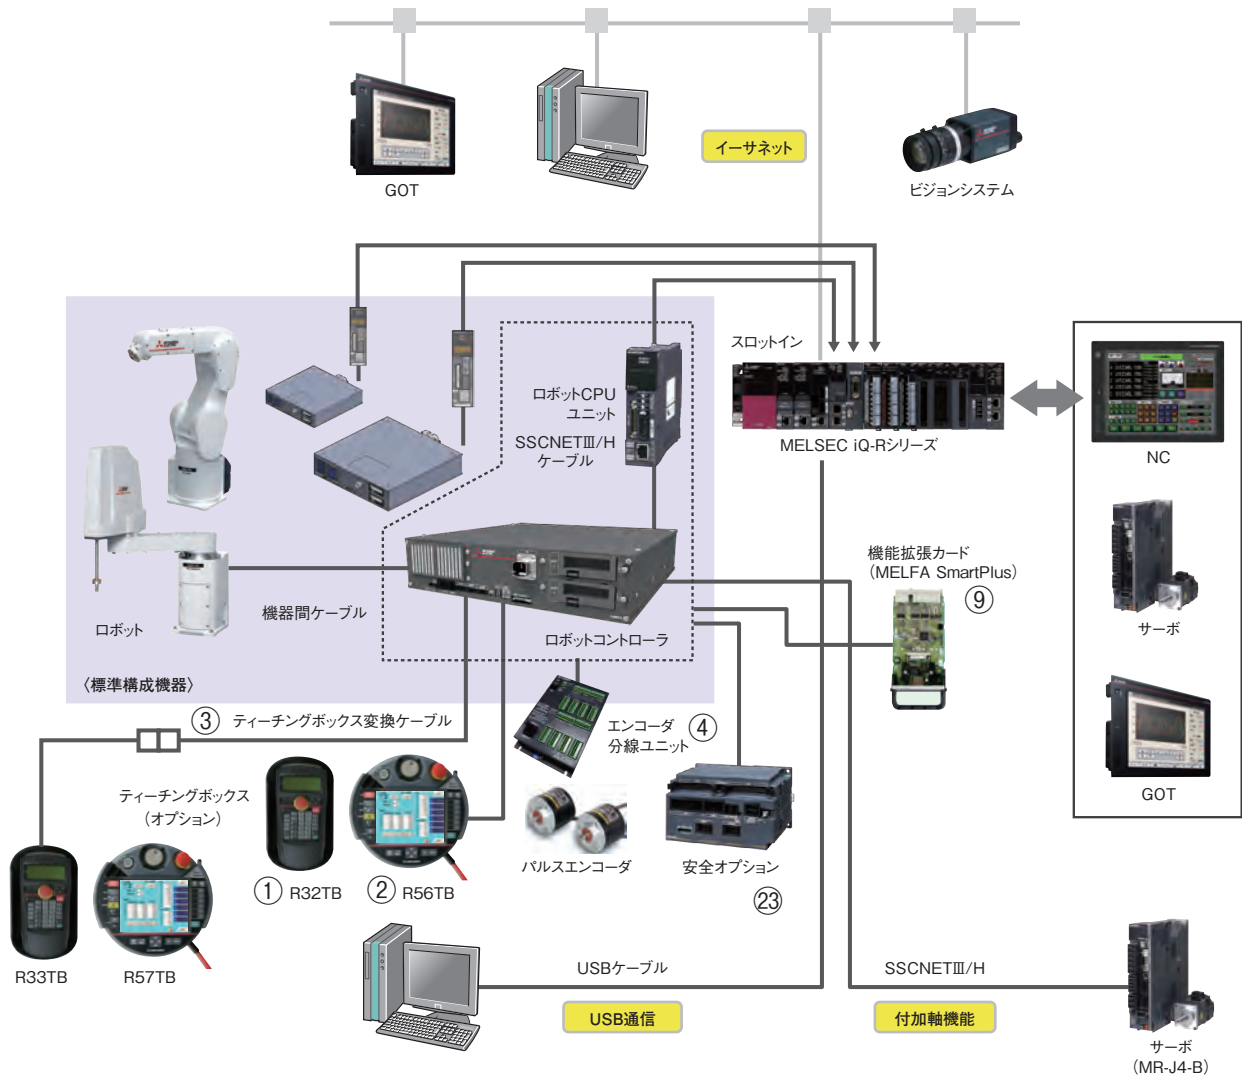 GOT
イーサネット
ビジョンシステム
スロットイン
ロボットCPU
ユニット
SSCNETⅢ/H
ケーブル
MELSEC iQ-Rシリーズ
NC
機能拡張カード
（MELFA SmartPlus）
⑨
サーボ
ロボット
機器間ケーブル
ロボットコントローラ
〈標準構成機器〉
③ ティーチングボックス変換ケーブル
エンコーダ
分線ユニット
④
GOT
ティーチングボックス
（オプション）
① R32TB
② R56TB
パルスエンコーダ
安全オプション
㉓
R33TB
R57TB
USBケーブル
USB通信
SSCNETⅢ/H
付加軸機能
サーボ
（MR-J4-B）